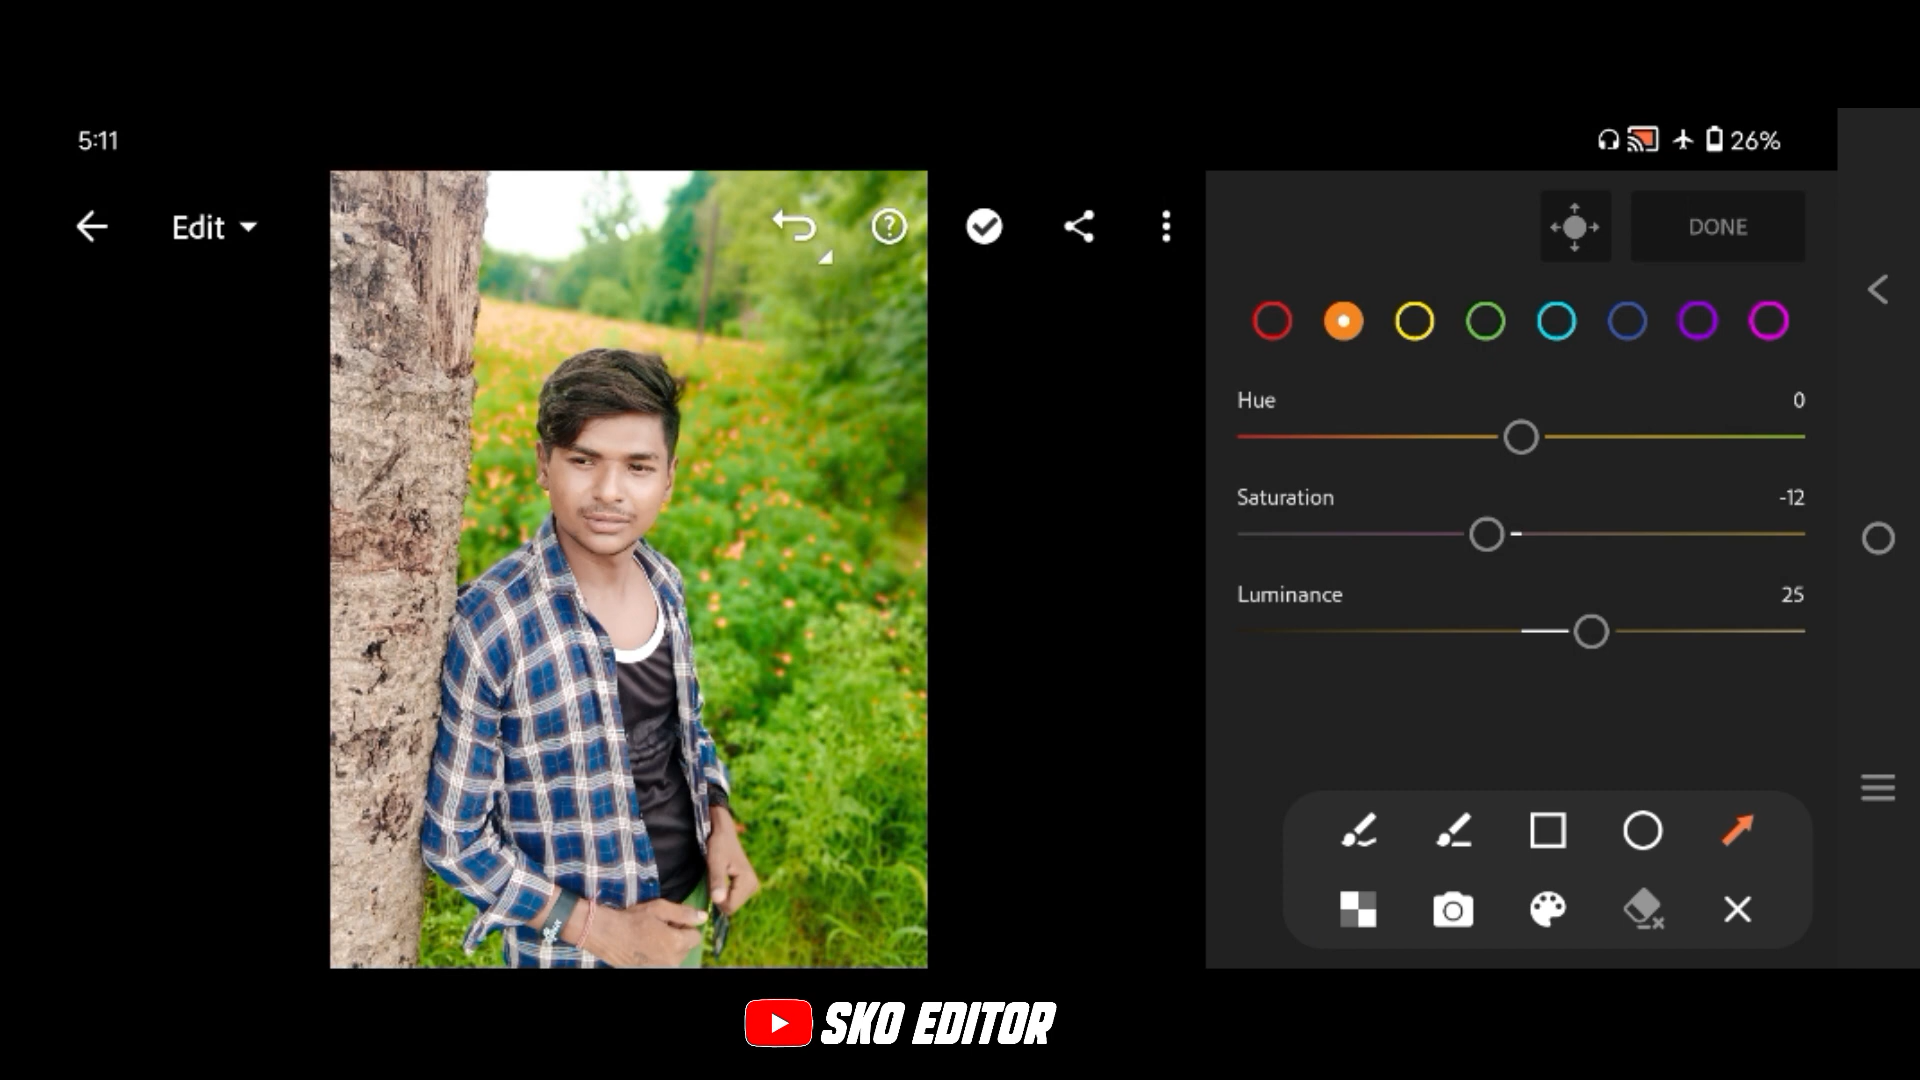 5:11
26%
Edit
DONE
Hue 0
Saturation -12
Luminance 25
SKO EDITOR